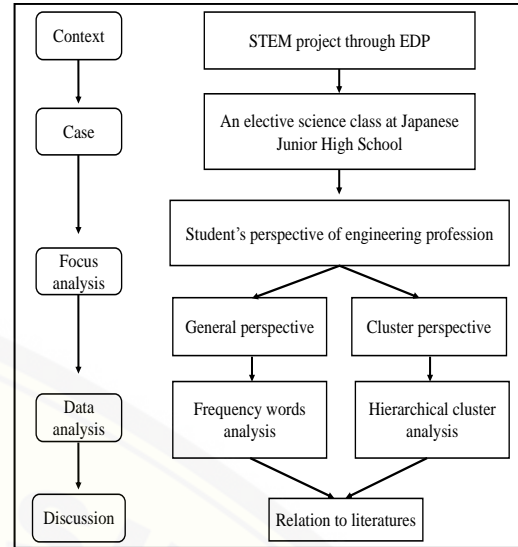 Context
STEM project through EDP
Case
An elective science class at Japanese
Junior High School
Student's perspective of engineering profession
Focus
analysis
General perspective
Cluster perspective
Data
analysis
Frequency words
analysis
Hierarchical cluster
analysis
Discussion
Relation to literatures